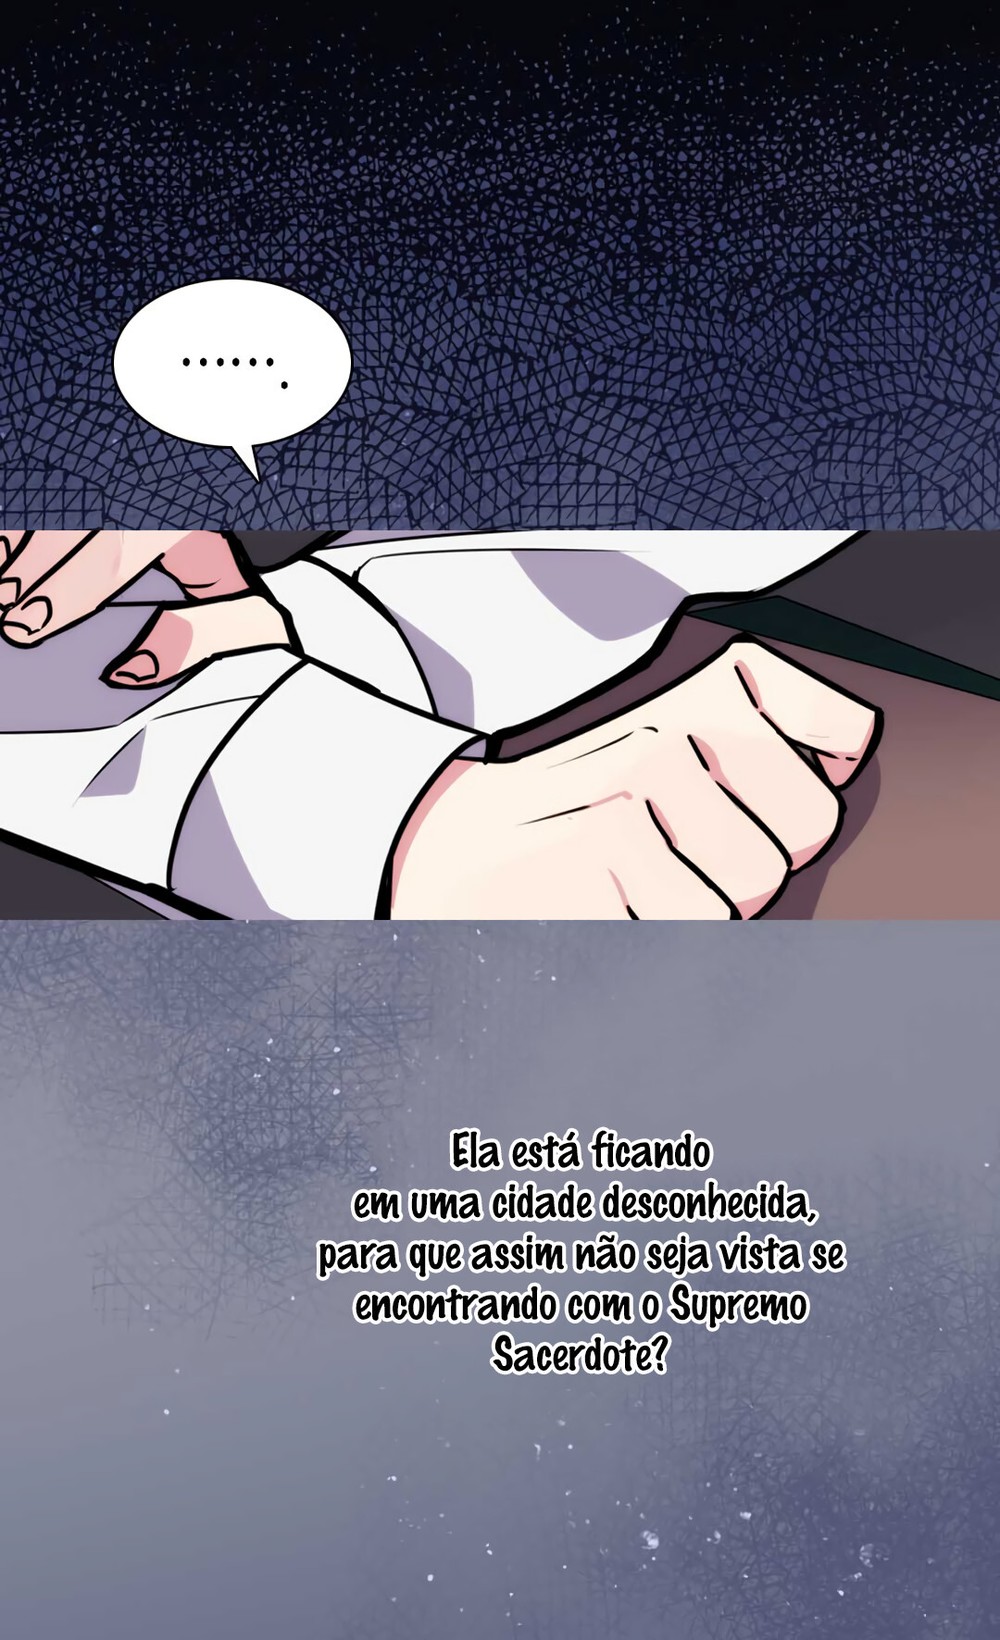 .......
Ela está ficando
em uma cidade desconhecida,
para que assim não seja vista se
encontrando com o Supremo
Sacerdote?